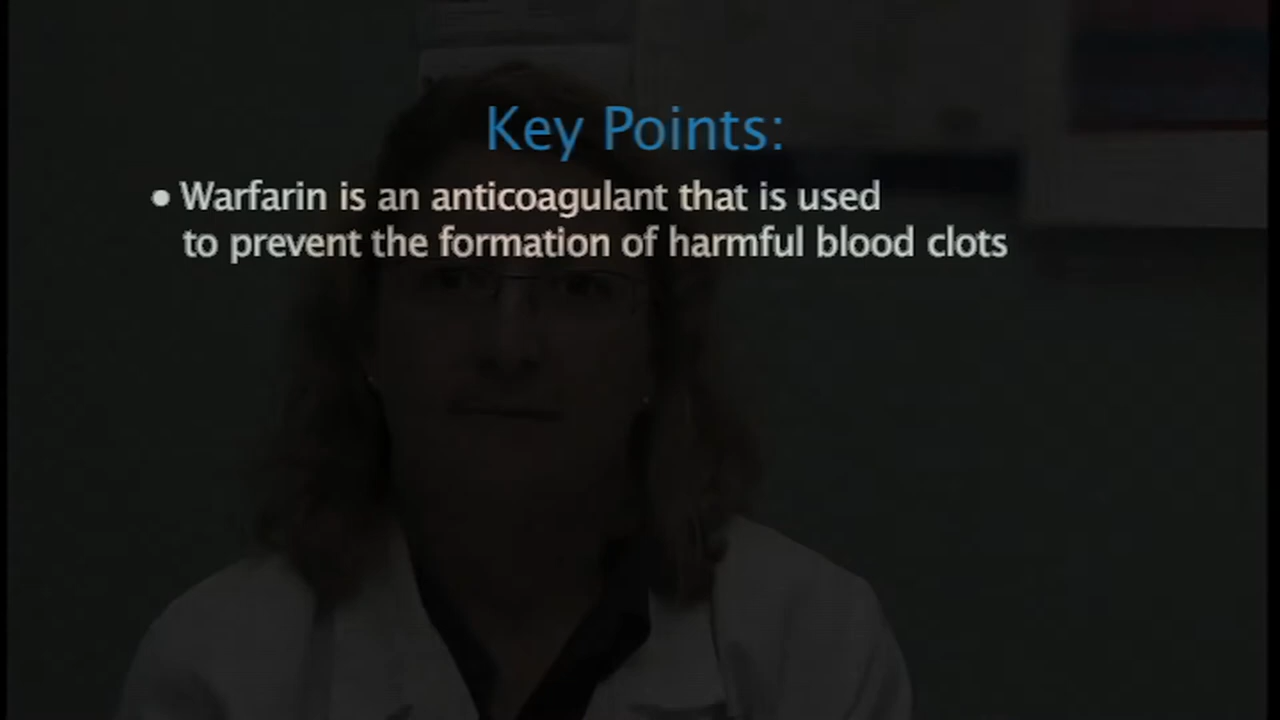 Key Points:
• Warfarin is an anticoagulant that is used
to prevent the formation of harmful blood clots